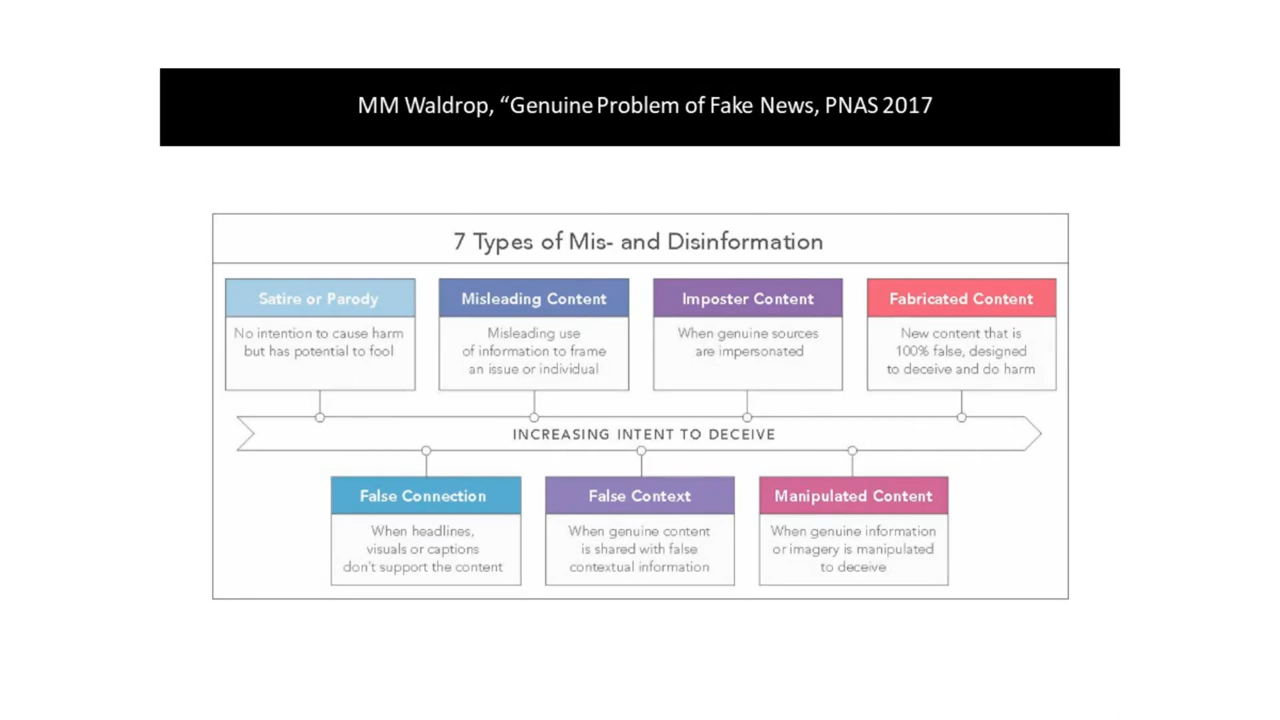 MM Waldrop, “Genuine Problem of Fake News, PNAS 2017
7 Types of Mis- and Disinformation
Satire or Parody
No intention to cause harm
but has potential to fool
Misleading Content
Misleading use
of information to frame
an issue or individual
Imposter Content
When genuine sources
are impersonated
Fabricated Content
New content that is
100% false, designed
to deceive and do harm
INCREASING INTENT TO DECEIVE
False Connection
When headlines,
visuals or captions
don't support the content
False Context
When genuine content
is shared with false
contextual information
Manipulated Content
When genuine information
or imagery is manipulated
to deceive